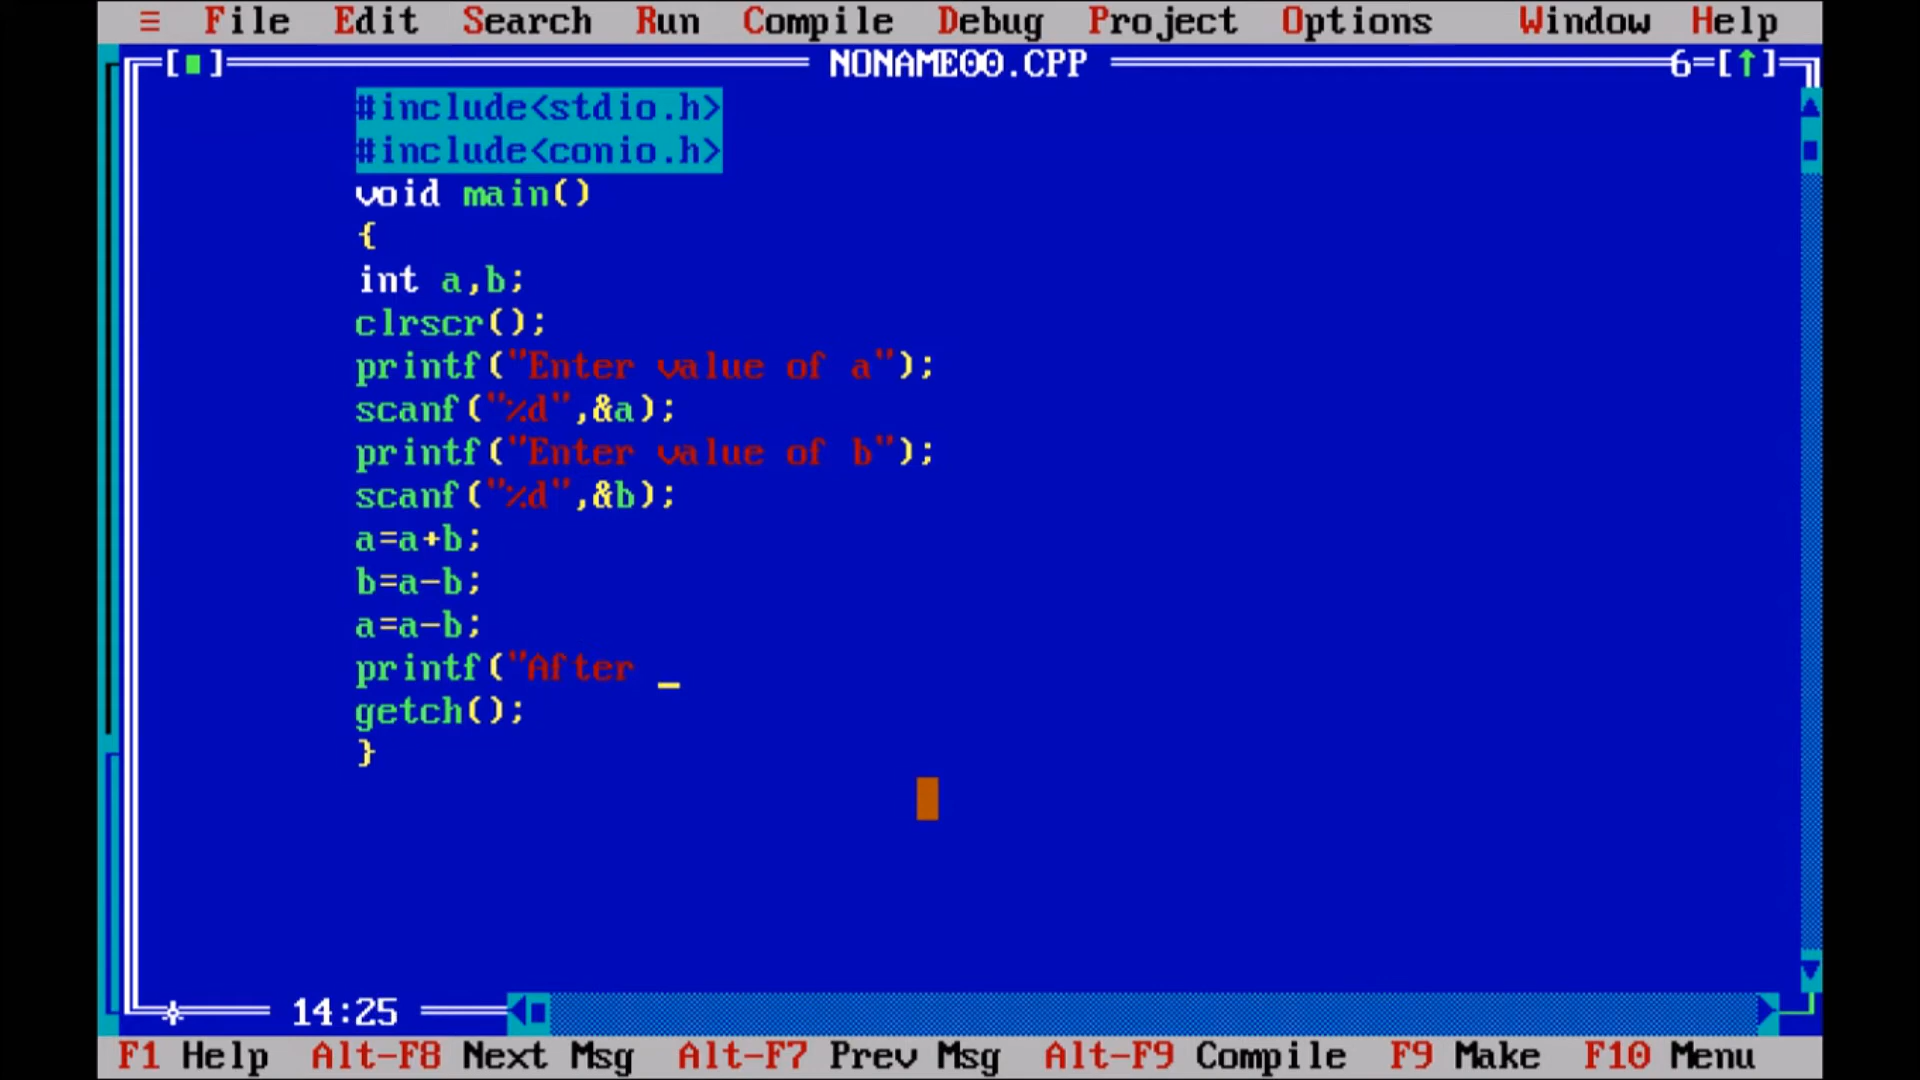 ≡ File Edit Search Run Compile Debug Project Options Window Help
[■] NONAME00.CPP 6=[↑]
#include<stdio.h>
#include<conio.h>
void main()
{
int a,b;
clrscr();
printf("Enter value of a");
scanf("%d",&a);
printf("Enter value of b");
scanf("%d",&b);
a=a+b;
b=a-b;
a=a-b;
printf("After _
getch();
}
14:25
F1 Help Alt-F8 Next Msg Alt-F7 Prev Msg Alt-F9 Compile F9 Make F10 Menu